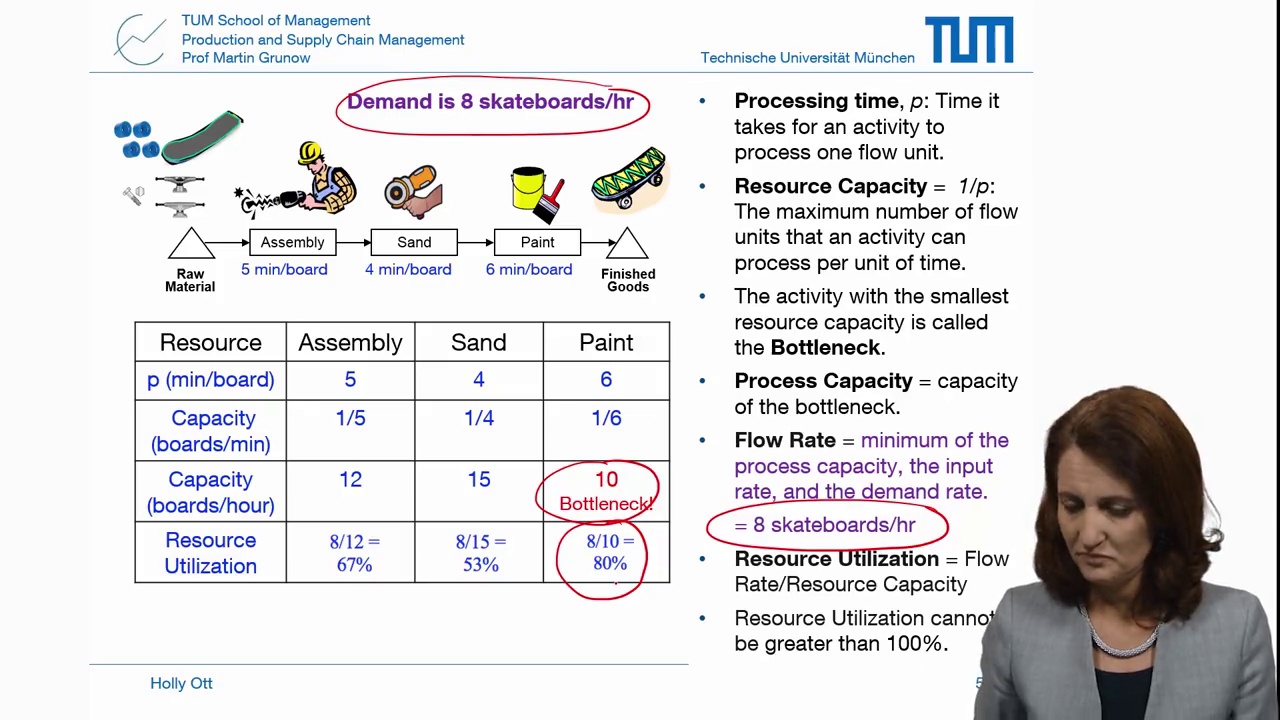 TUM School of Management
Production and Supply Chain Management
Prof Martin Grunow
Technische Universität München
TUM
Demand is 8 skateboards/hr
Assembly
Sand
Paint
Raw
Material
5 min/board
4 min/board
6 min/board
Finished
Goods
Resource Assembly Sand Paint
p (min/board) 5 4 6
Capacity
(boards/min) 1/5 1/4 1/6
Capacity
(boards/hour) 12 15 10
Bottleneck!
Resource
Utilization
8/12 =
67%
8/15 =
53%
8/10 =
80%
• Processing time, p: Time it
takes for an activity to
process one flow unit.
• Resource Capacity = 1/p:
The maximum number of flow
units that an activity can
process per unit of time.
• The activity with the smallest
resource capacity is called
the Bottleneck.
• Process Capacity = capacity
of the bottleneck.
• Flow Rate = minimum of the
process capacity, the input
rate, and the demand rate.
= 8 skateboards/hr
• Resource Utilization = Flow
Rate/Resource Capacity
• Resource Utilization cannot
be greater than 100%.
Holly Ott